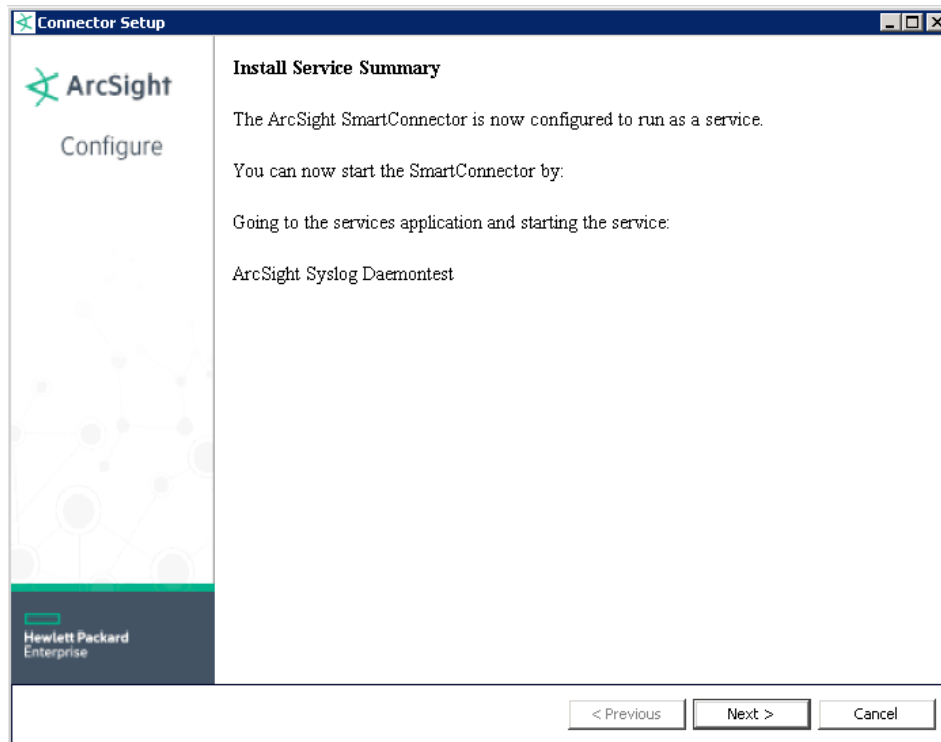 Connector Setup
ArcSight
Configure
Install Service Summary
The ArcSight SmartConnector is now configured to run as a service.
You can now start the SmartConnector by:
Going to the services application and starting the service:
ArcSight Syslog Daemontest
Hewlett Packard
Enterprise
< Previous
Next >
Cancel